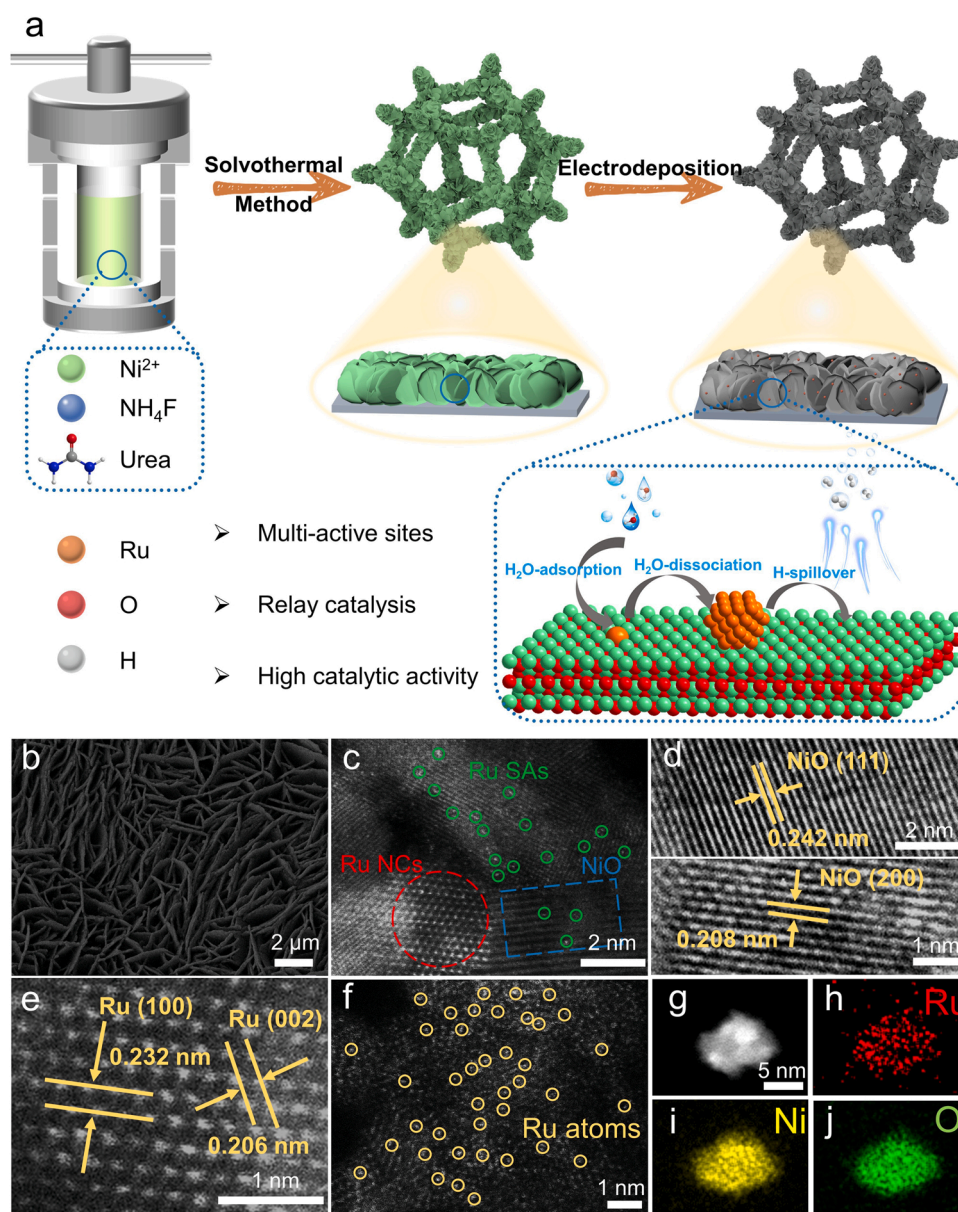 a
Solvothermal
Method
Electrodeposition
Ni²⁺
NH₄F
Urea
Ru
O
H
➢ Multi-active sites
➢ Relay catalysis
➢ High catalytic activity
H₂O-adsorption
H₂O-dissociation
H-spillover
b
2 μm
c
Ru SAs
Ru NCs
NiO
2 nm
d
NiO (111)
0.242 nm
2 nm
NiO (200)
0.208 nm
1 nm
e
Ru (100)
0.232 nm
Ru (002)
0.206 nm
1 nm
f
Ru atoms
1 nm
g
5 nm
h
Ru
i
Ni
j
O